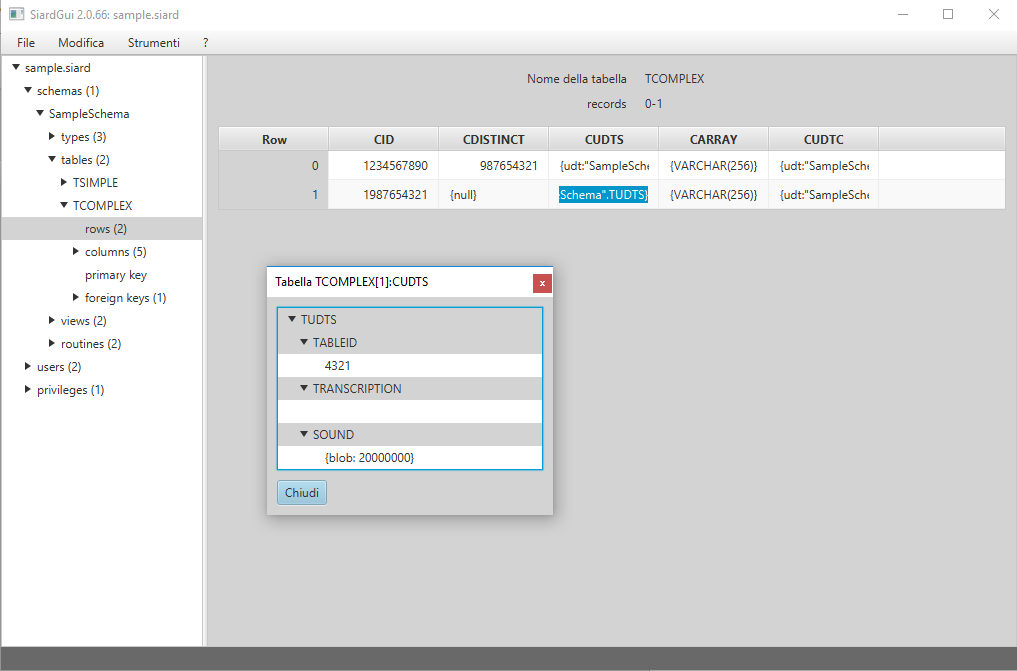 SiardGui 2.0.66: sample.siard
File Modifica Strumenti ?
sample.siard
schemas (1)
SampleSchema
types (3)
tables (2)
TSIMPLE
TCOMPLEX
rows (2)
columns (5)
primary key
foreign keys (1)
views (2)
routines (2)
users (2)
privileges (1)
Nome della tabella TCOMPLEX
records 0-1
Row CID CDISTINCT CUDTS CARRAY CUDTC
0 1234567890 987654321 {udt:"SampleSche {VARCHAR(256)} {udt:"SampleSche
1 1987654321 {null} Schema".TUDTS} {VARCHAR(256)} {udt:"SampleSche
Tabella TCOMPLEX[1]:CUDTS x
TUDTS
TABLEID
4321
TRANSCRIPTION
SOUND
{blob: 20000000}
Chiudi